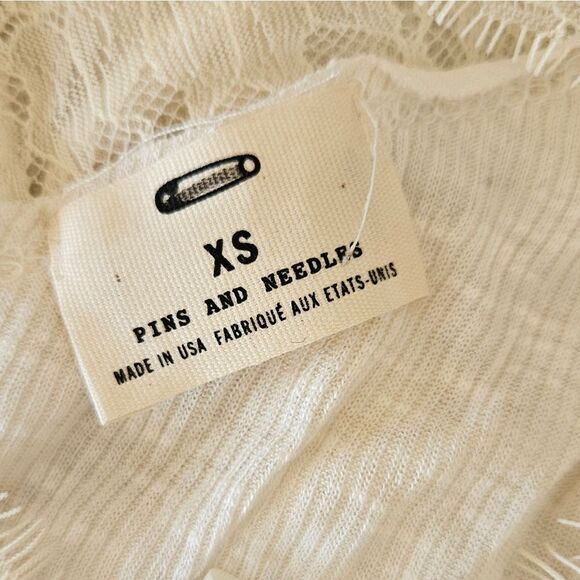 XS
PINS AND NEEDLES
MADE IN USA FABRIQUÉ AUX ETATS-UNIS